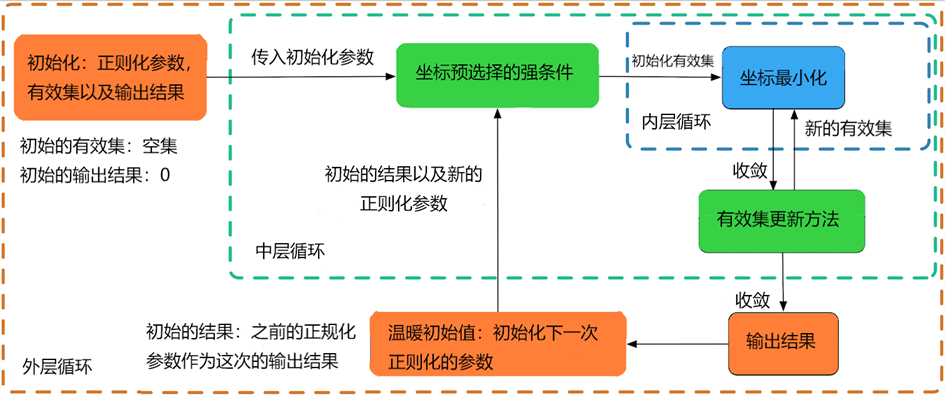 初始化：正则化参数，
有效集以及输出结果
传入初始化参数
坐标预选择的强条件
初始化有效集
坐标最小化
内层循环
新的有效集
初始的有效集：空集
初始的输出结果：0
初始的结果以及新的
正则化参数
收敛
有效集更新方法
中层循环
收敛
初始的结果：之前的正规化
参数作为这次的输出结果
温暖初始值：初始化下一次
正则化的参数
输出结果
外层循环